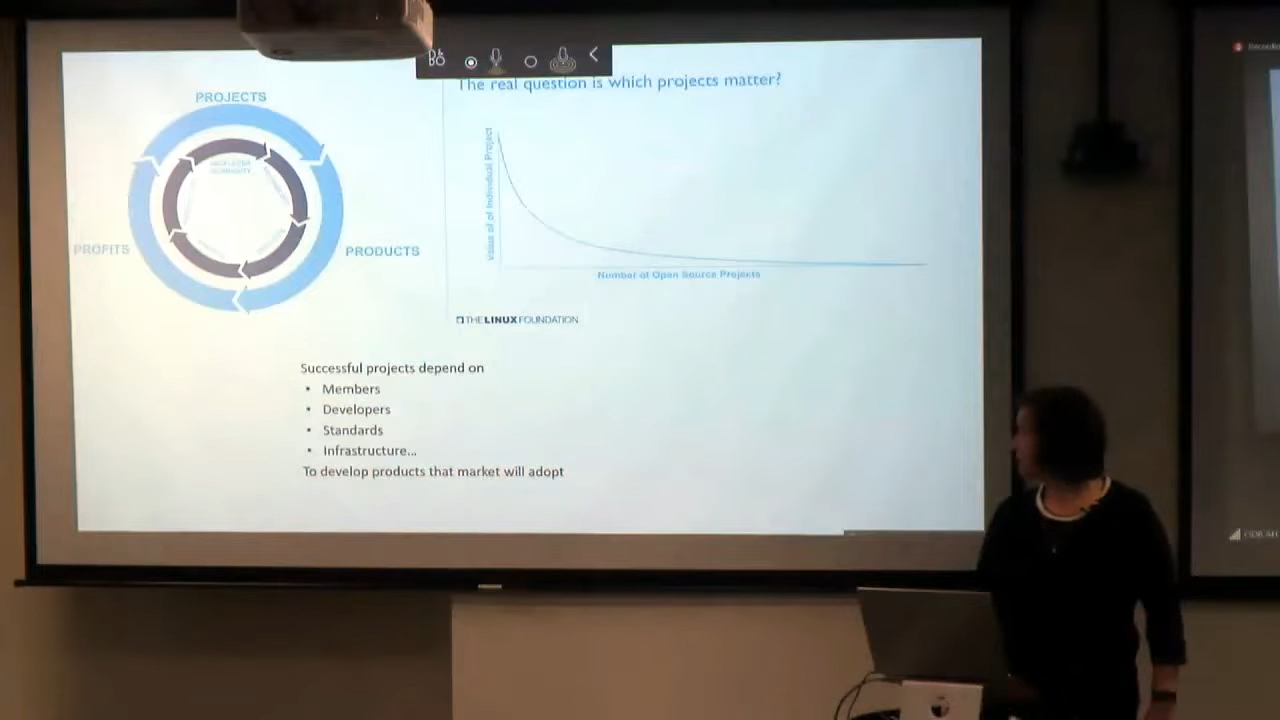 PROJECTS
PROFITS
PRODUCTS
The real question is which projects matter?
Value of Individual Project
Number of Open Source Projects
THE LINUX FOUNDATION
Successful projects depend on
• Members
• Developers
• Standards
• Infrastructure...
To develop products that market will adopt